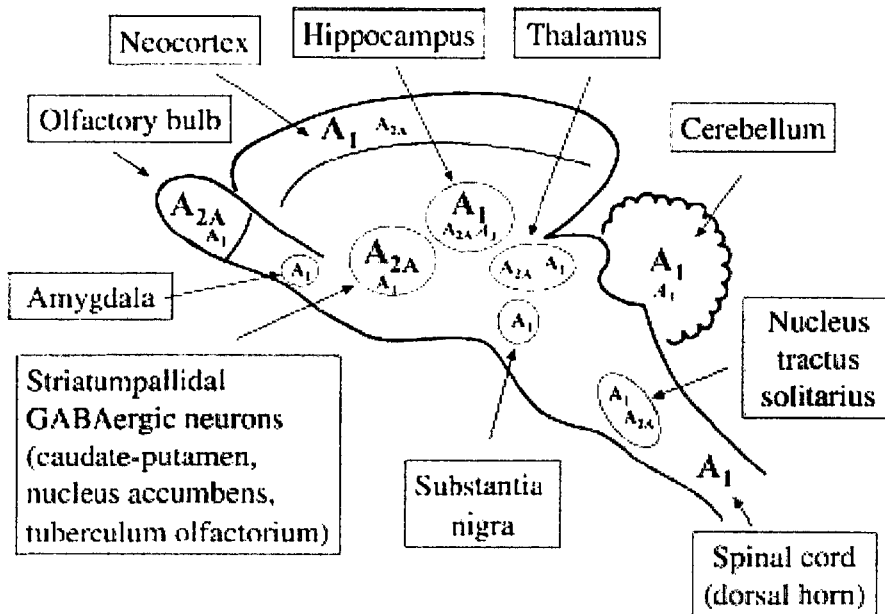 Neocortex
Hippocampus
Thalamus
Olfactory bulb
Cerebellum
A1 A2A
A2A
A1
A1
A2A
A2A
A1
A2A A1
A1
A1
A1
Amygdala
A1
A2A
Nucleus
tractus
solitarius
Striatumpallidal
GABAergic neurons
(caudate-putamen,
nucleus accumbens,
tuberculum olfactorium)
Substantia
nigra
A1
Spinal cord
(dorsal horn)